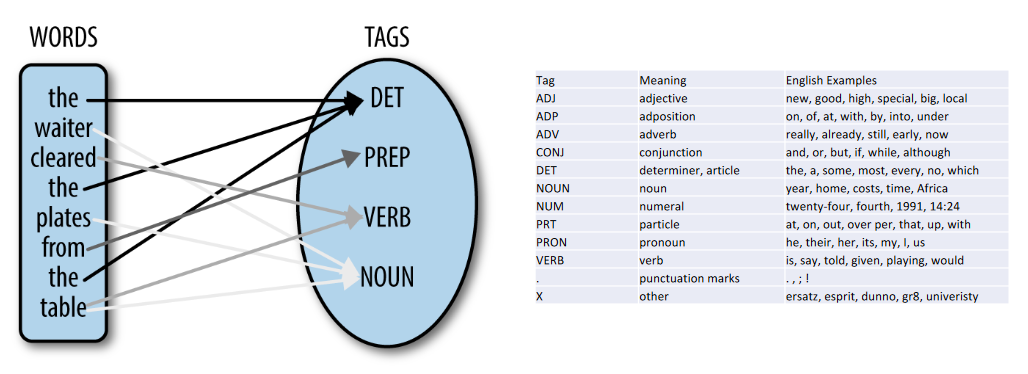 WORDS
the
waiter
cleared
the
plates
from
the
table
TAGS
DET
PREP
VERB
NOUN
Tag Meaning English Examples
ADJ adjective new, good, high, special, big, local
ADP adposition on, of, at, with, by, into, under
ADV adverb really, already, still, early, now
CONJ conjunction and, or, but, if, while, although
DET determiner, article the, a, some, most, every, no, which
NOUN noun year, home, costs, time, Africa
NUM numeral twenty-four, fourth, 1991, 14:24
PRT particle at, on, out, over per, that, up, with
PRON pronoun he, their, her, its, my, I, us
VERB verb is, say, told, given, playing, would
. punctuation marks . , ; !
X other ersatz, esprit, dunno, gr8, univeristy